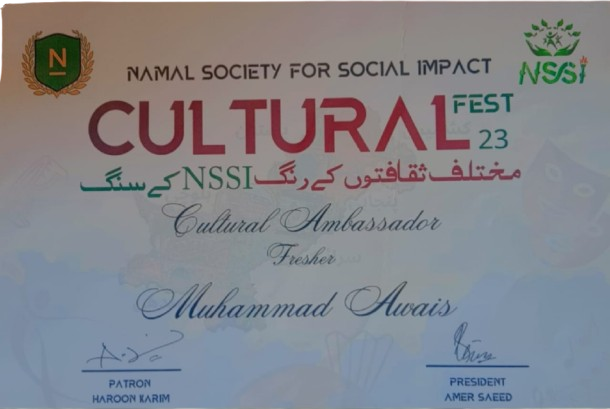 N
NAMAL SOCIETY FOR SOCIAL IMPACT
NSSI
CULTURAL FEST 23
مختلف ثقافتوں کے رنگ NSSI کے سنگ
Cultural Ambassador
Fresher
Muhammad Awais
PATRON
HAROON KARIM
PRESIDENT
AMER SAEED